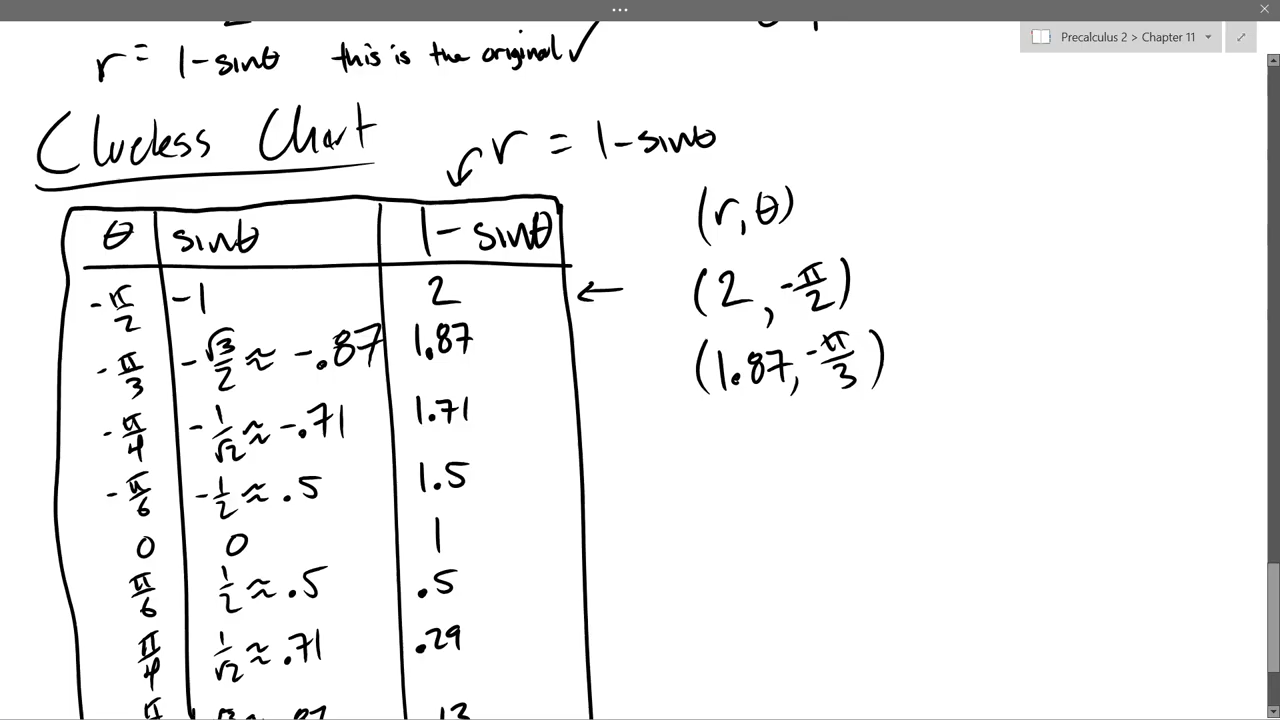 Precalculus 2 > Chapter 11
r = 1-sinθ this is the original ✓
Clueless Chart
r = 1-sinθ
θ sinθ 1-sinθ (r, θ)
-π/2 -1 2 ← (2, -π/2)
-π/3 -√3/2 ≈ -.87 1.87 (1.87, -π/3)
-π/4 -1/√2 ≈ -.71 1.71
-π/6 -1/2 ≈ .5 1.5
0 0 1
π/6 1/2 ≈ .5 .5
π/4 1/√2 ≈ .71 .29